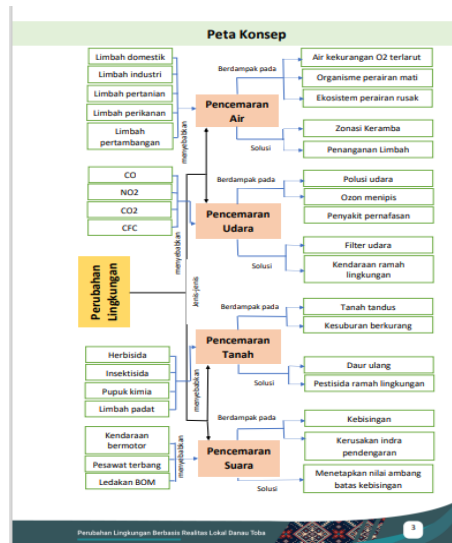 Peta Konsep
Limbah domestik
Limbah industri
Limbah pertanian
Limbah perikanan
Limbah
pertambangan
menyebabkan
Pencemaran
Air
Berdampak pada
Air kekurangan O2 terlarut
Organisme perairan mati
Ekosistem perairan rusak
Solusi
Zonasi Keramba
Penanganan Limbah
CO
NO2
CO2
CFC
menyebabkan
Pencemaran
Udara
Berdampak pada
Polusi udara
Ozon menipis
Penyakit pernafasan
Solusi
Filter udara
Kendaraan ramah
lingkungan
Perubahan
Lingkungan
Jenis-jenis
Herbisida
Insektisida
Pupuk kimia
Limbah padat
menyebabkan
Pencemaran
Tanah
Berdampak pada
Tanah tandus
Kesuburan berkurang
Solusi
Daur ulang
Pestisida ramah lingkungan
Kendaraan
bermotor
Pesawat terbang
Ledakan BOM
menyebabkan
Pencemaran
Suara
Berdampak pada
Kebisingan
Kerusakan indra
pendengaran
Solusi
Menetapkan nilai ambang
batas kebisingan
Perubahan Lingkungan Berbasis Realitas Lokal Danau Toba
3